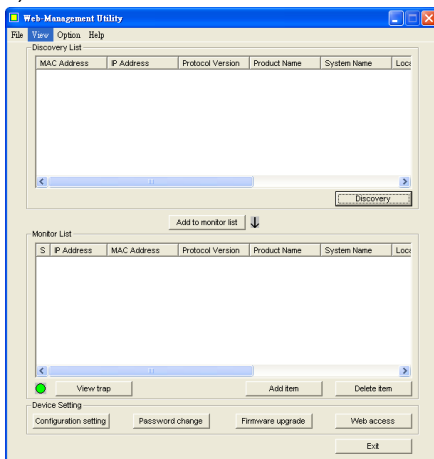 Web-Management Utility
File View Option Help
Discovery List
MAC Address IP Address Protocol Version Product Name System Name Loca
Discovery
Add to monitor list
Monitor List
S IP Address MAC Address Protocol Version Product Name System Name Loca
View trap Add item Delete item
Device Setting
Configuration setting Password change Firmware upgrade Web access
Exit